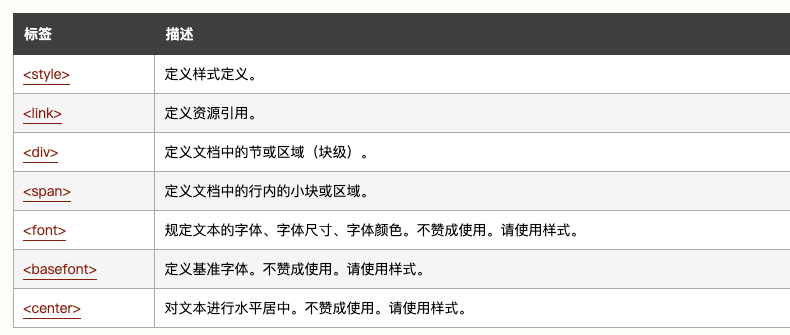 标签 描述
<style> 定义样式定义。
<link> 定义资源引用。
<div> 定义文档中的节或区域（块级）。
<span> 定义文档中的行内的小块或区域。
<font> 规定文本的字体、字体尺寸、字体颜色。不赞成使用。请使用样式。
<basefont> 定义基准字体。不赞成使用。请使用样式。
<center> 对文本进行水平居中。不赞成使用。请使用样式。